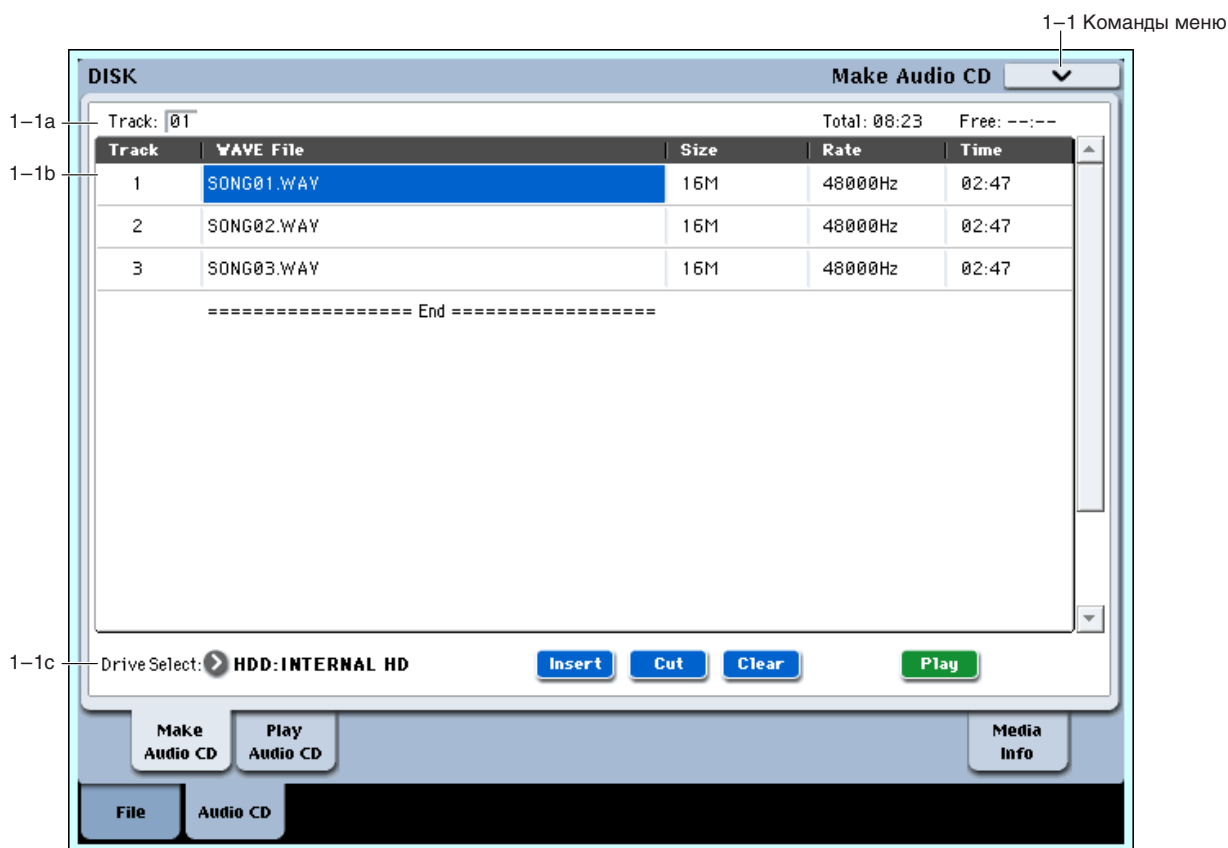 1–1 Команды меню
DISK Make Audio CD
1–1a Track: 01 Total: 08:23 Free: --:--
Track WAVE File Size Rate Time
1–1b 1 SONG01.WAV 16M 48000Hz 02:47
2 SONG02.WAV 16M 48000Hz 02:47
3 SONG03.WAV 16M 48000Hz 02:47
================== End ==================
1–1c Drive Select: HDD:INTERNAL HD Insert Cut Clear Play
Make Audio CD
Play Audio CD
Media Info
File Audio CD